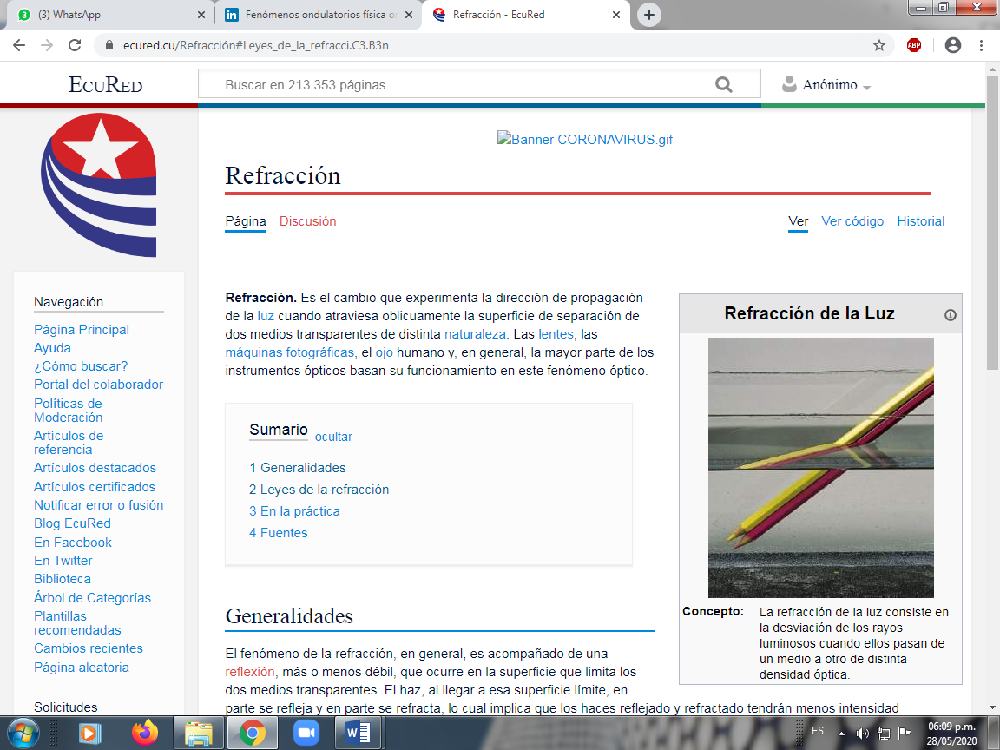 (3) WhatsApp
Fenómenos ondulatorios física o
Refracción - EcuRed
ecured.cu/Refracción#Leyes_de_la_refracci.C3.B3n
ABP
EcuRed
Buscar en 213 353 páginas
Anónimo
Banner CORONAVIRUS.gif
Refracción
Página Discusión
Ver Ver código Historial
Navegación
Página Principal
Ayuda
¿Cómo buscar?
Portal del colaborador
Políticas de
Moderación
Artículos de
referencia
Artículos destacados
Artículos certificados
Notificar error o fusión
Blog EcuRed
En Facebook
En Twitter
Biblioteca
Árbol de Categorías
Plantillas
recomendadas
Cambios recientes
Página aleatoria
Solicitudes
Refracción. Es el cambio que experimenta la dirección de propagación
de la luz cuando atraviesa oblicuamente la superficie de separación de
dos medios transparentes de distinta naturaleza. Las lentes, las
máquinas fotográficas, el ojo humano y, en general, la mayor parte de los
instrumentos ópticos basan su funcionamiento en este fenómeno óptico.
Sumario ocultar
1 Generalidades
2 Leyes de la refracción
3 En la práctica
4 Fuentes
Refracción de la Luz
Concepto: La refracción de la luz consiste en
la desviación de los rayos
luminosos cuando ellos pasan de
un medio a otro de distinta
densidad óptica.
Generalidades
El fenómeno de la refracción, en general, es acompañado de una
reflexión, más o menos débil, que ocurre en la superficie que limita los
dos medios transparentes. El haz, al llegar a esa superficie límite, en
parte se refleja y en parte se refracta, lo cual implica que los haces reflejado y refractado tendrán menos intensidad
ES
06:09 p.m.
28/05/2020